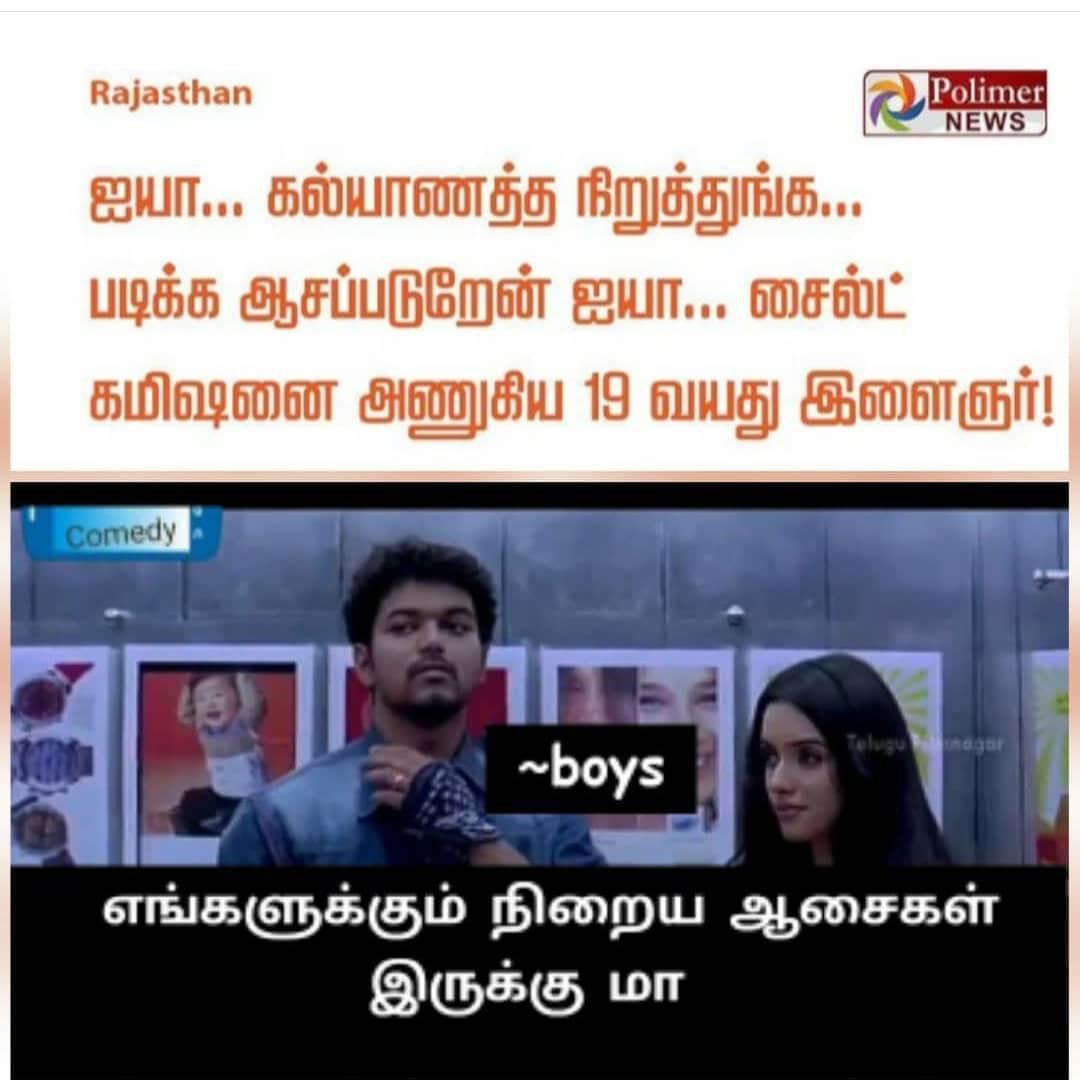 Rajasthan
Polimer
NEWS
ஐயா... கல்யாணத்த நிறுத்துங்க...
படிக்க ஆசப்படுறேன் ஐயா... சைல்ட்
கமிஷனை அணுகிய 19 வயது இளைஞர்!
Comedy
~boys
Telugu
எங்களுக்கும் நிறைய ஆசைகள்
இருக்கு மா